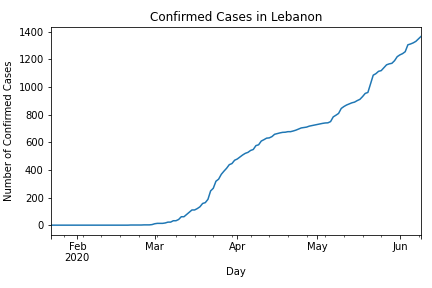 Confirmed Cases in Lebanon
Number of Confirmed Cases
1400
1200
1000
800
600
400
200
0
Feb Mar Apr May Jun
2020
Day